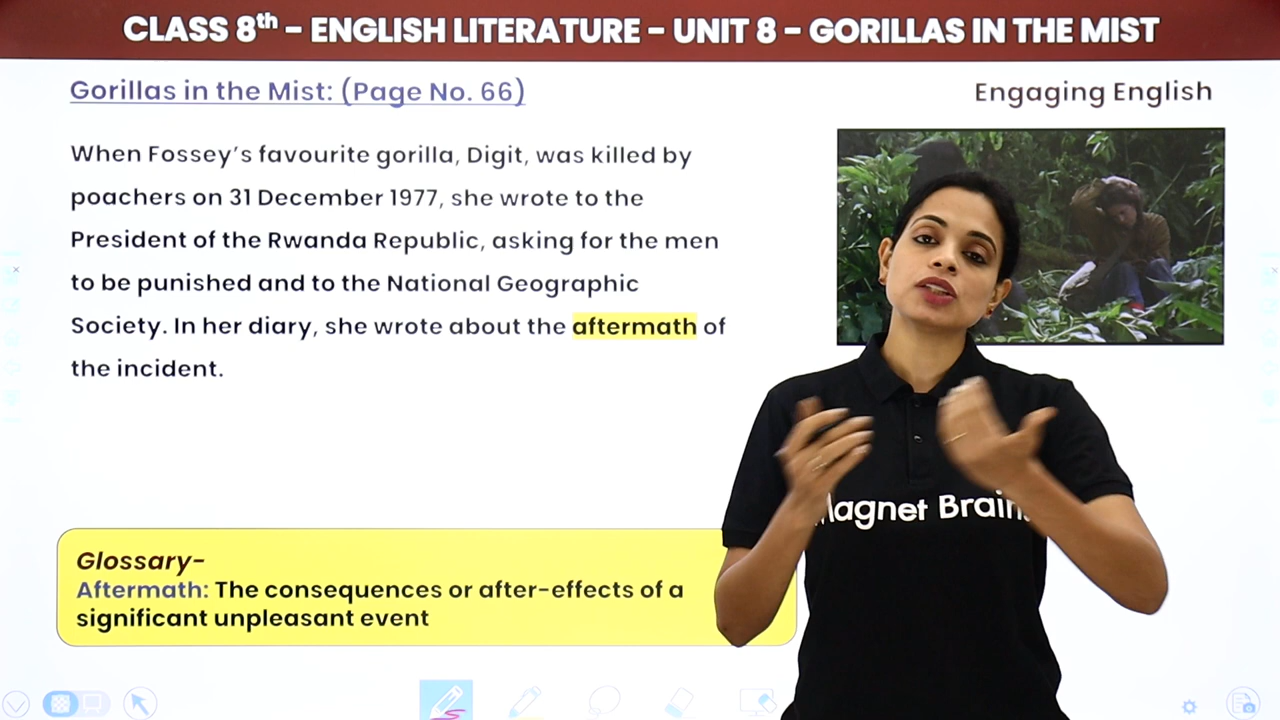 CLASS 8th – ENGLISH LITERATURE – UNIT 8 – GORILLAS IN THE MIST
Gorillas in the Mist: (Page No. 66)
Engaging English
When Fossey's favourite gorilla, Digit, was killed by
poachers on 31 December 1977, she wrote to the
President of the Rwanda Republic, asking for the men
to be punished and to the National Geographic
Society. In her diary, she wrote about the aftermath of
the incident.
Glossary-
Aftermath: The consequences or after-effects of a
significant unpleasant event
Magnet Brains